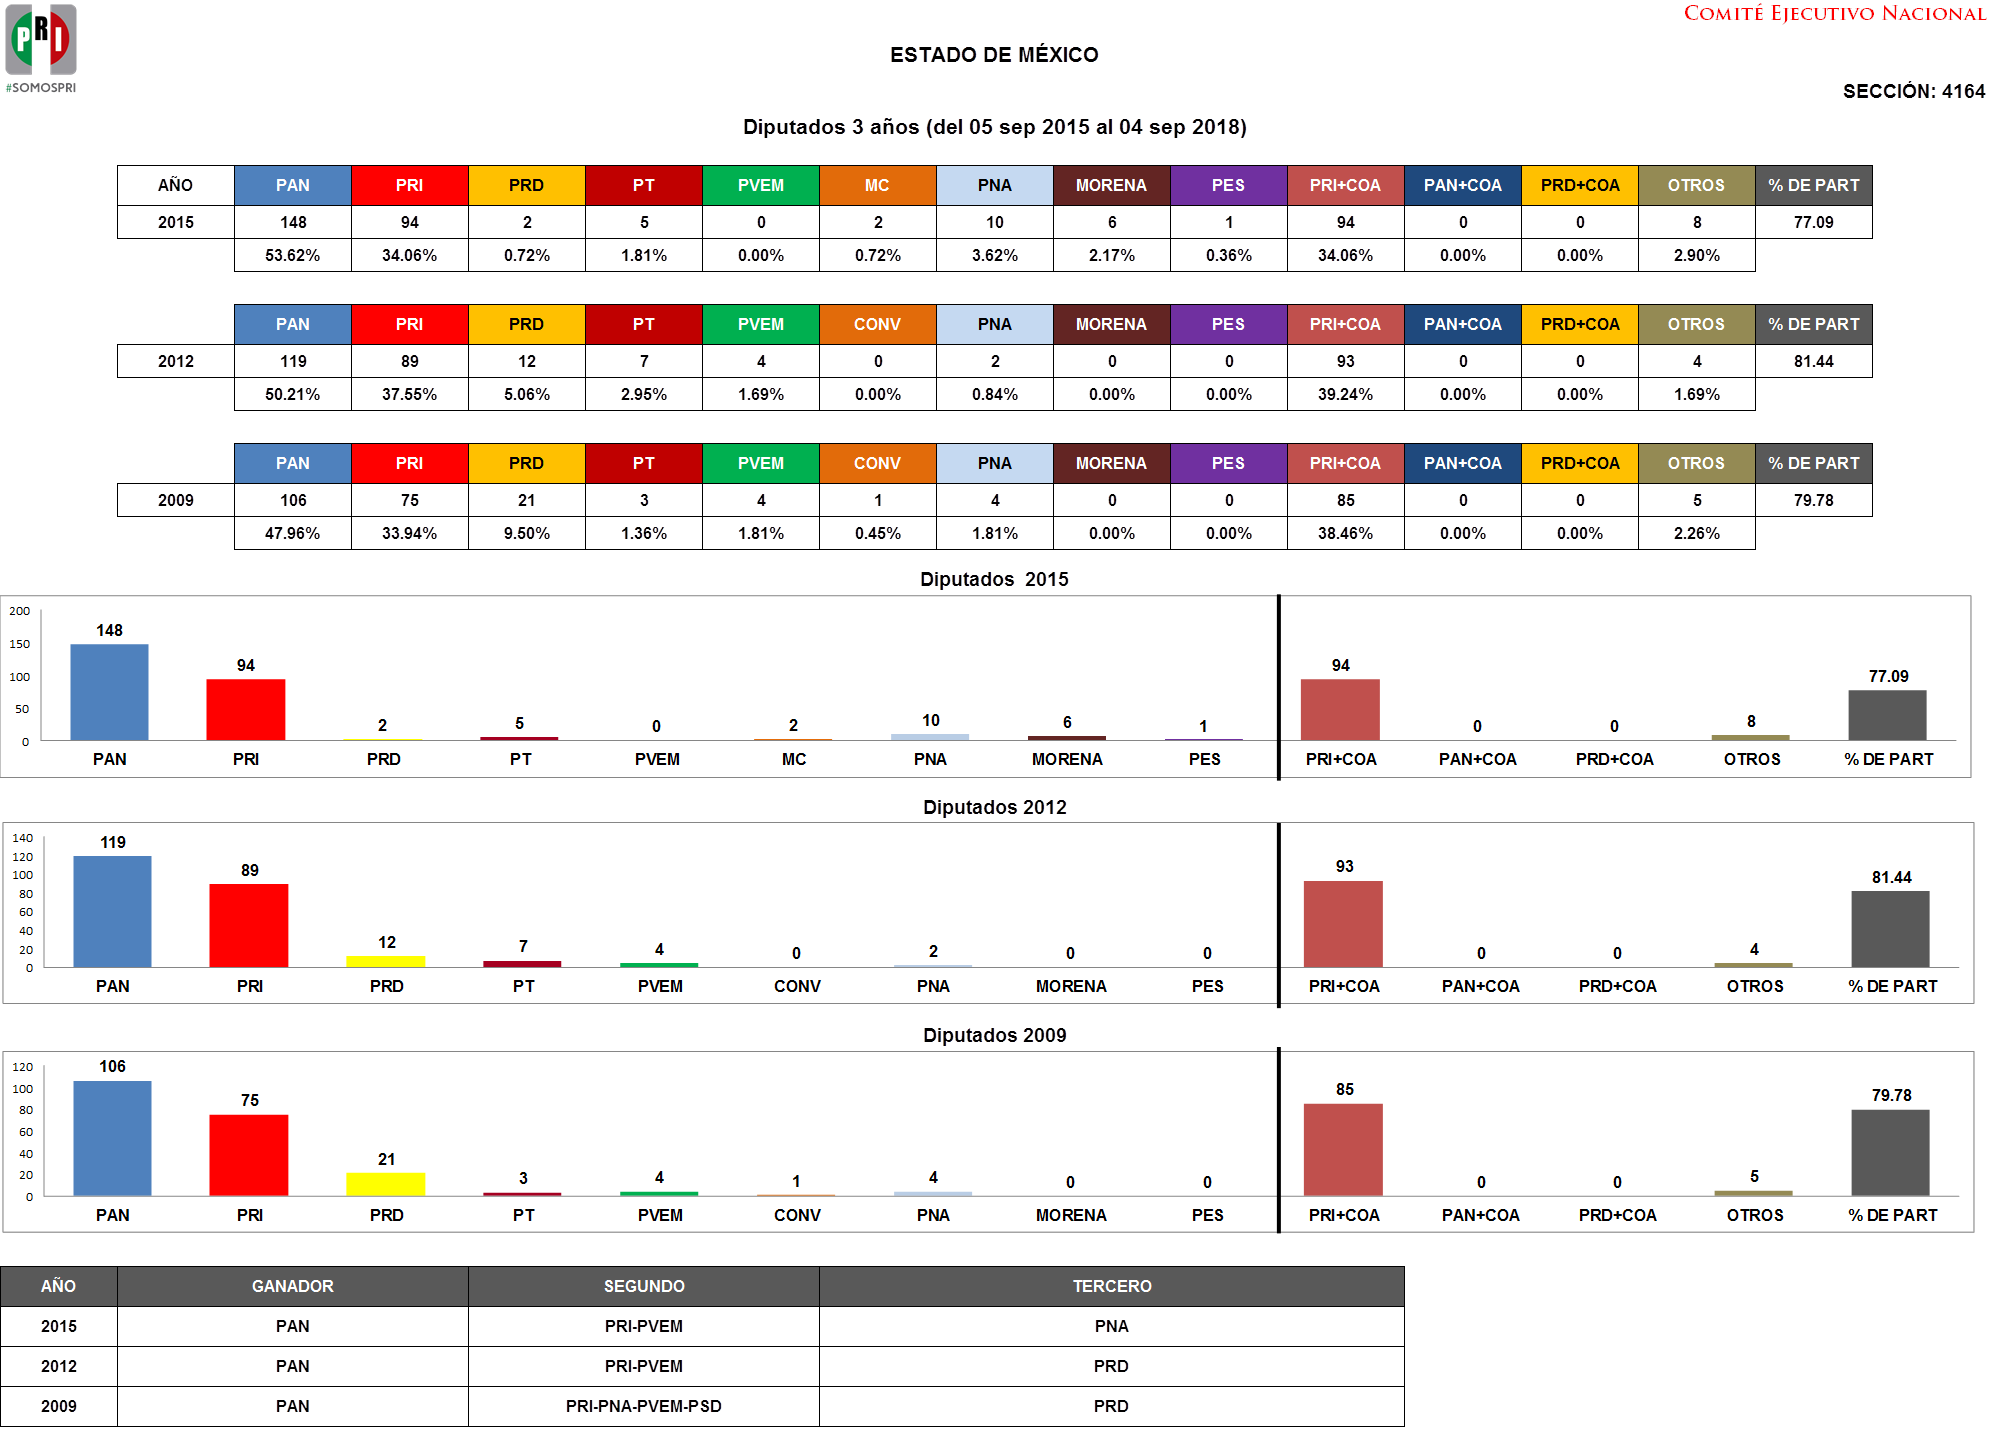 PRI
#SOMOSPRI
COMITÉ EJECUTIVO NACIONAL
ESTADO DE MÉXICO
SECCIÓN: 4164
Diputados 3 años (del 05 sep 2015 al 04 sep 2018)
AÑO PAN PRI PRD PT PVEM MC PNA MORENA PES PRI+COA PAN+COA PRD+COA OTROS % DE PART
2015 148 94 2 5 0 2 10 6 1 94 0 0 8 77.09
53.62% 34.06% 0.72% 1.81% 0.00% 0.72% 3.62% 2.17% 0.36% 34.06% 0.00% 0.00% 2.90%
PAN PRI PRD PT PVEM CONV PNA MORENA PES PRI+COA PAN+COA PRD+COA OTROS % DE PART
2012 119 89 12 7 4 0 2 0 0 93 0 0 4 81.44
50.21% 37.55% 5.06% 2.95% 1.69% 0.00% 0.84% 0.00% 0.00% 39.24% 0.00% 0.00% 1.69%
PAN PRI PRD PT PVEM CONV PNA MORENA PES PRI+COA PAN+COA PRD+COA OTROS % DE PART
2009 106 75 21 3 4 1 4 0 0 85 0 0 5 79.78
47.96% 33.94% 9.50% 1.36% 1.81% 0.45% 1.81% 0.00% 0.00% 38.46% 0.00% 0.00% 2.26%
Diputados 2015
200
150
100
50
0
148 94 2 5 0 2 10 6 1 94 0 0 8 77.09
PAN PRI PRD PT PVEM MC PNA MORENA PES PRI+COA PAN+COA PRD+COA OTROS % DE PART
Diputados 2012
140
120
100
80
60
40
20
0
119 89 12 7 4 0 2 0 0 93 0 0 4 81.44
PAN PRI PRD PT PVEM CONV PNA MORENA PES PRI+COA PAN+COA PRD+COA OTROS % DE PART
Diputados 2009
120
100
80
60
40
20
0
106 75 21 3 4 1 4 0 0 85 0 0 5 79.78
PAN PRI PRD PT PVEM CONV PNA MORENA PES PRI+COA PAN+COA PRD+COA OTROS % DE PART
AÑO GANADOR SEGUNDO TERCERO
2015 PAN PRI-PVEM PNA
2012 PAN PRI-PVEM PRD
2009 PAN PRI-PNA-PVEM-PSD PRD